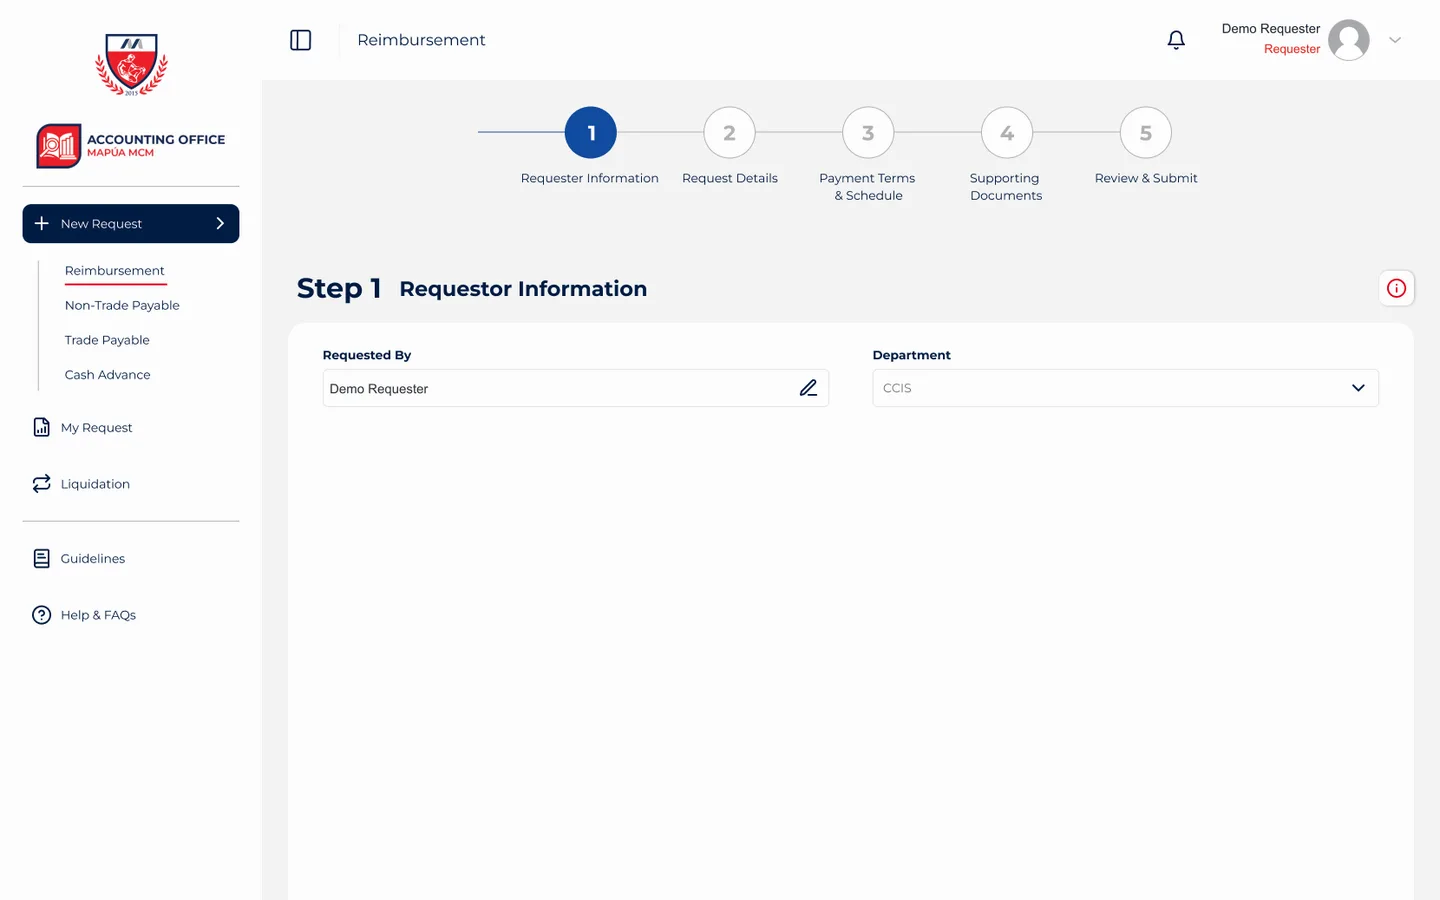 2015
ACCOUNTING OFFICE
MAPÚA MCM
New Request
Reimbursement
Non-Trade Payable
Trade Payable
Cash Advance
My Request
Liquidation
Guidelines
Help & FAQs
Reimbursement
Demo Requester
Requester
1
2
3
4
5
Requester Information
Request Details
Payment Terms
& Schedule
Supporting
Documents
Review & Submit
Step 1 Requestor Information
Requested By
Demo Requester
Department
CCIS